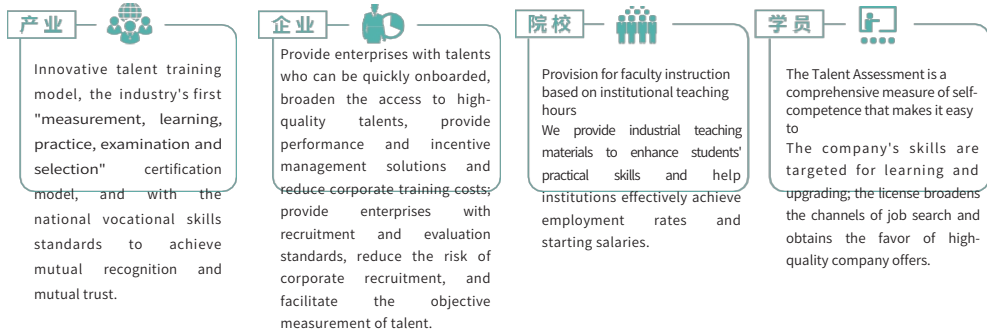 产业
Innovative talent training
model, the industry's first
"measurement, learning,
practice, examination and
selection" certification
model, and with the
national vocational skills
standards to achieve
mutual recognition and
mutual trust.
企业
Provide enterprises with talents
who can be quickly onboarded,
broaden the access to high-
quality talents, provide
performance and incentive
management solutions and
reduce corporate training costs;
provide enterprises with
recruitment and evaluation
standards, reduce the risk of
corporate recruitment, and
facilitate the objective
measurement of talent.
院校
Provision for faculty instruction
based on institutional teaching
hours
We provide industrial teaching
materials to enhance students'
practical skills and help
institutions effectively achieve
employment rates and
starting salaries.
学员
The Talent Assessment is a
comprehensive measure of self-
competence that makes it easy
to
The company's skills are
targeted for learning and
upgrading; the license broadens
the channels of job search and
obtains the favor of high-
quality company offers.